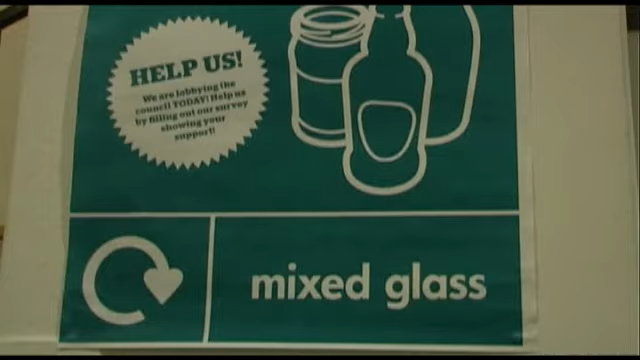 HELP US!
We are lobbying the
council TODAY! Help us
by filling out our survey
showing your
support!
mixed glass